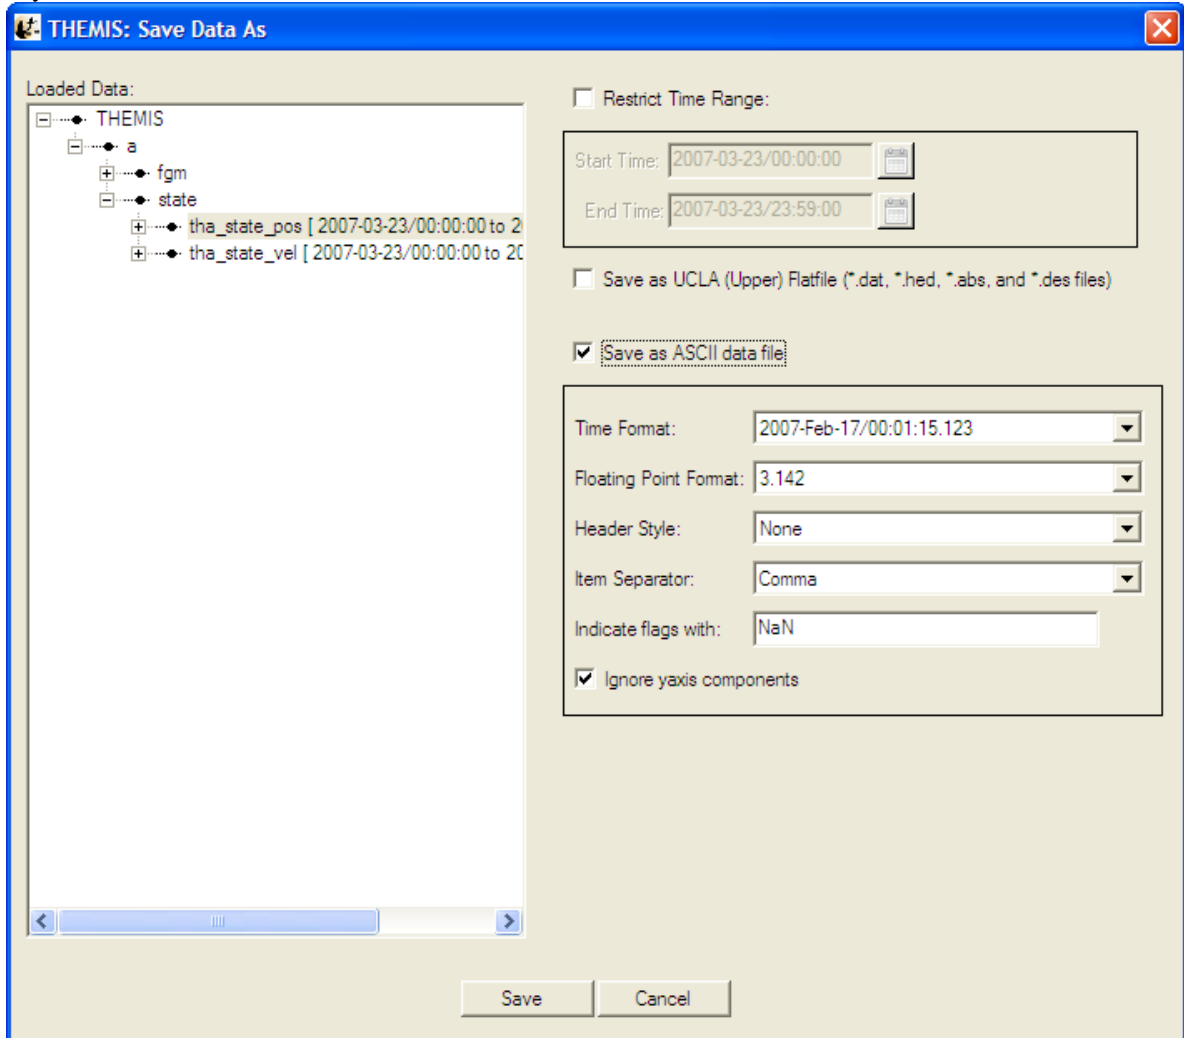 THEMIS: Save Data As
Loaded Data:
THEMIS
a
fgm
state
tha_state_pos [ 2007-03-23/00:00:00 to 2
tha_state_vel [ 2007-03-23/00:00:00 to 20
Restrict Time Range:
Start Time: 2007-03-23/00:00:00
End Time: 2007-03-23/23:59:00
Save as UCLA (Upper) Flatfile (*.dat, *.hed, *.abs, and *.des files)
Save as ASCII data file
Time Format: 2007-Feb-17/00:01:15.123
Floating Point Format: 3.142
Header Style: None
Item Separator: Comma
Indicate flags with: NaN
Ignore yaxis components
Save Cancel